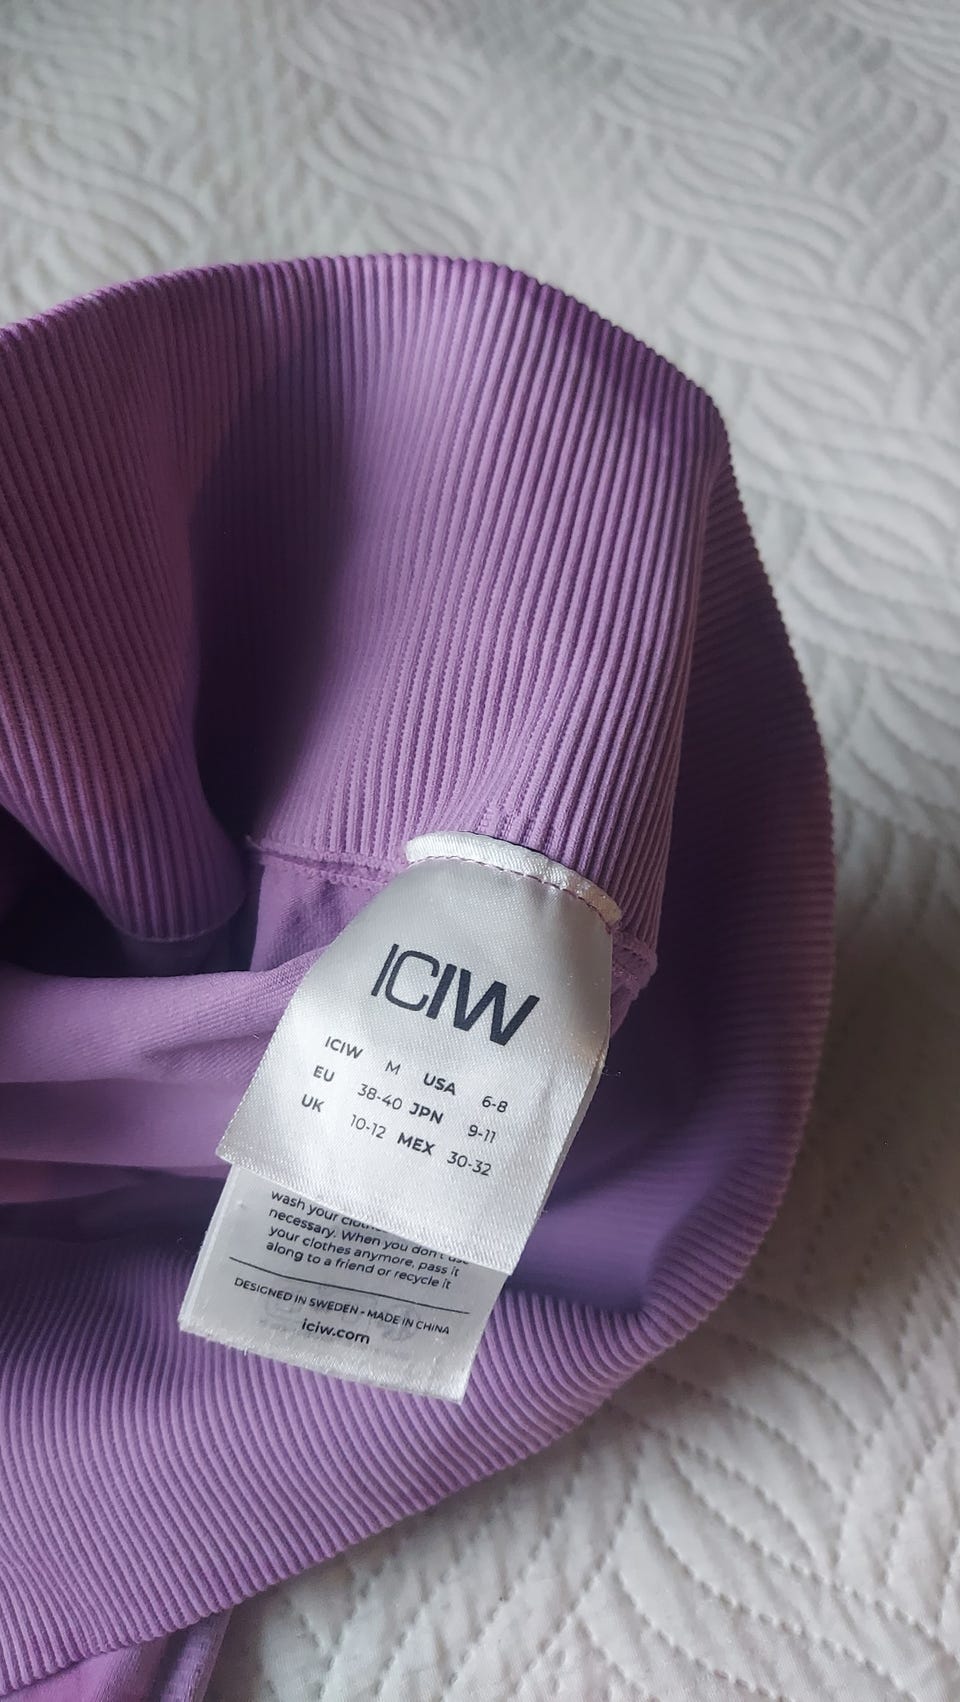 ICIW
ICIW M USA 6-8
EU 38-40 JPN 9-11
UK 10-12 MEX 30-32
wash your
necessary. When you don't use
your clothes anymore, pass it
along to a friend or recycle it
DESIGNED IN SWEDEN - MADE IN CHINA
iciw.com